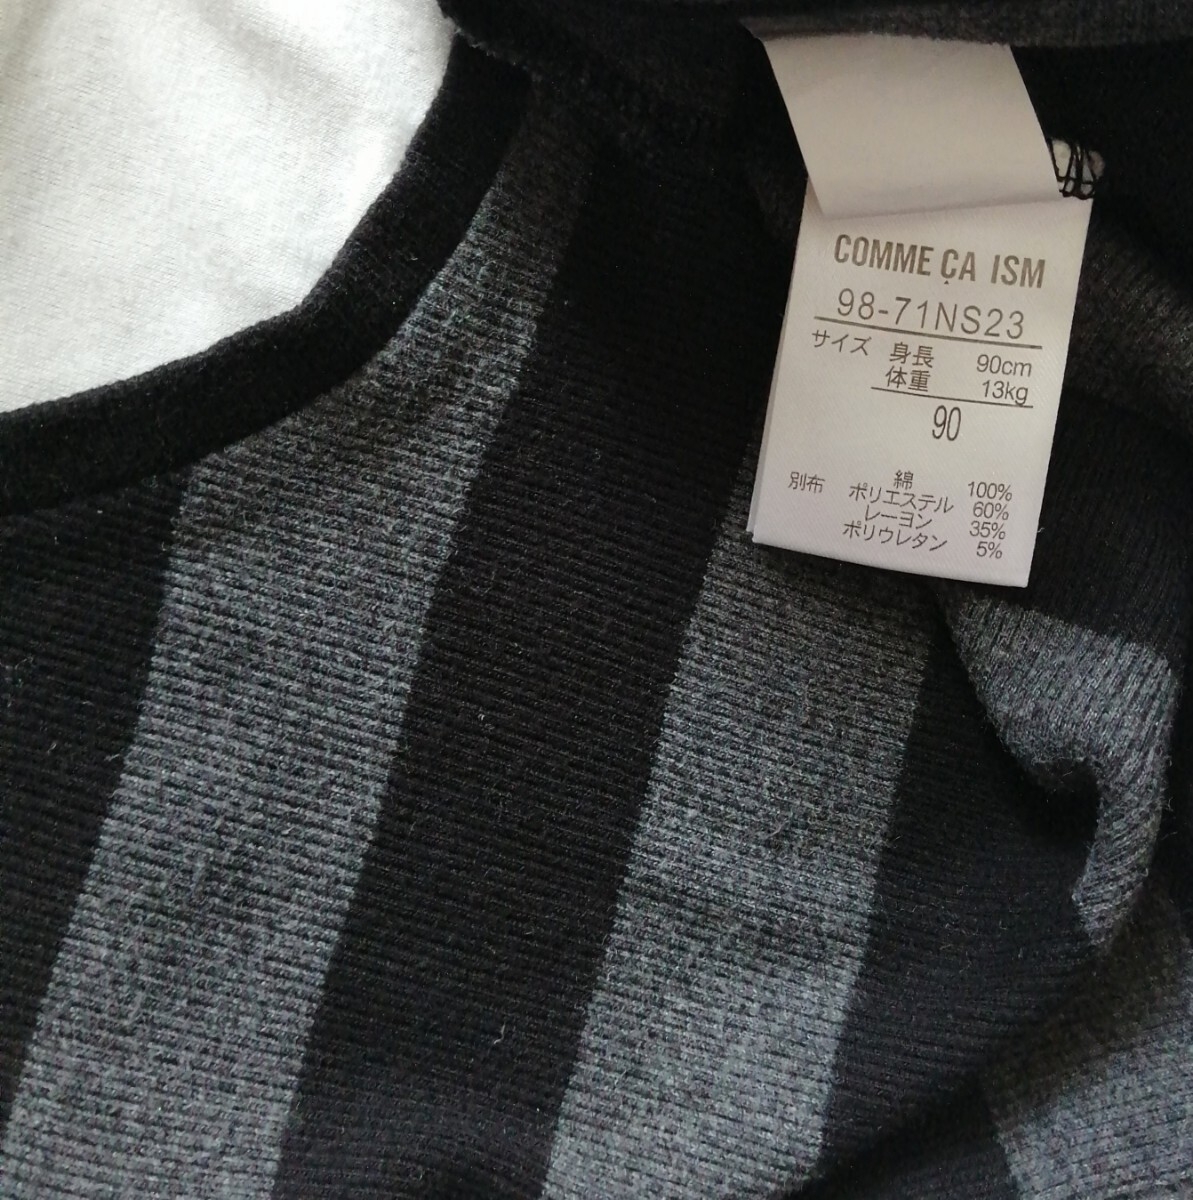 COMME ÇA ISM
98-71NS23
サイズ 身長 90cm
体重 13kg
90
綿 100%
別布 ポリエステル 60%
レーヨン 35%
ポリウレタン 5%